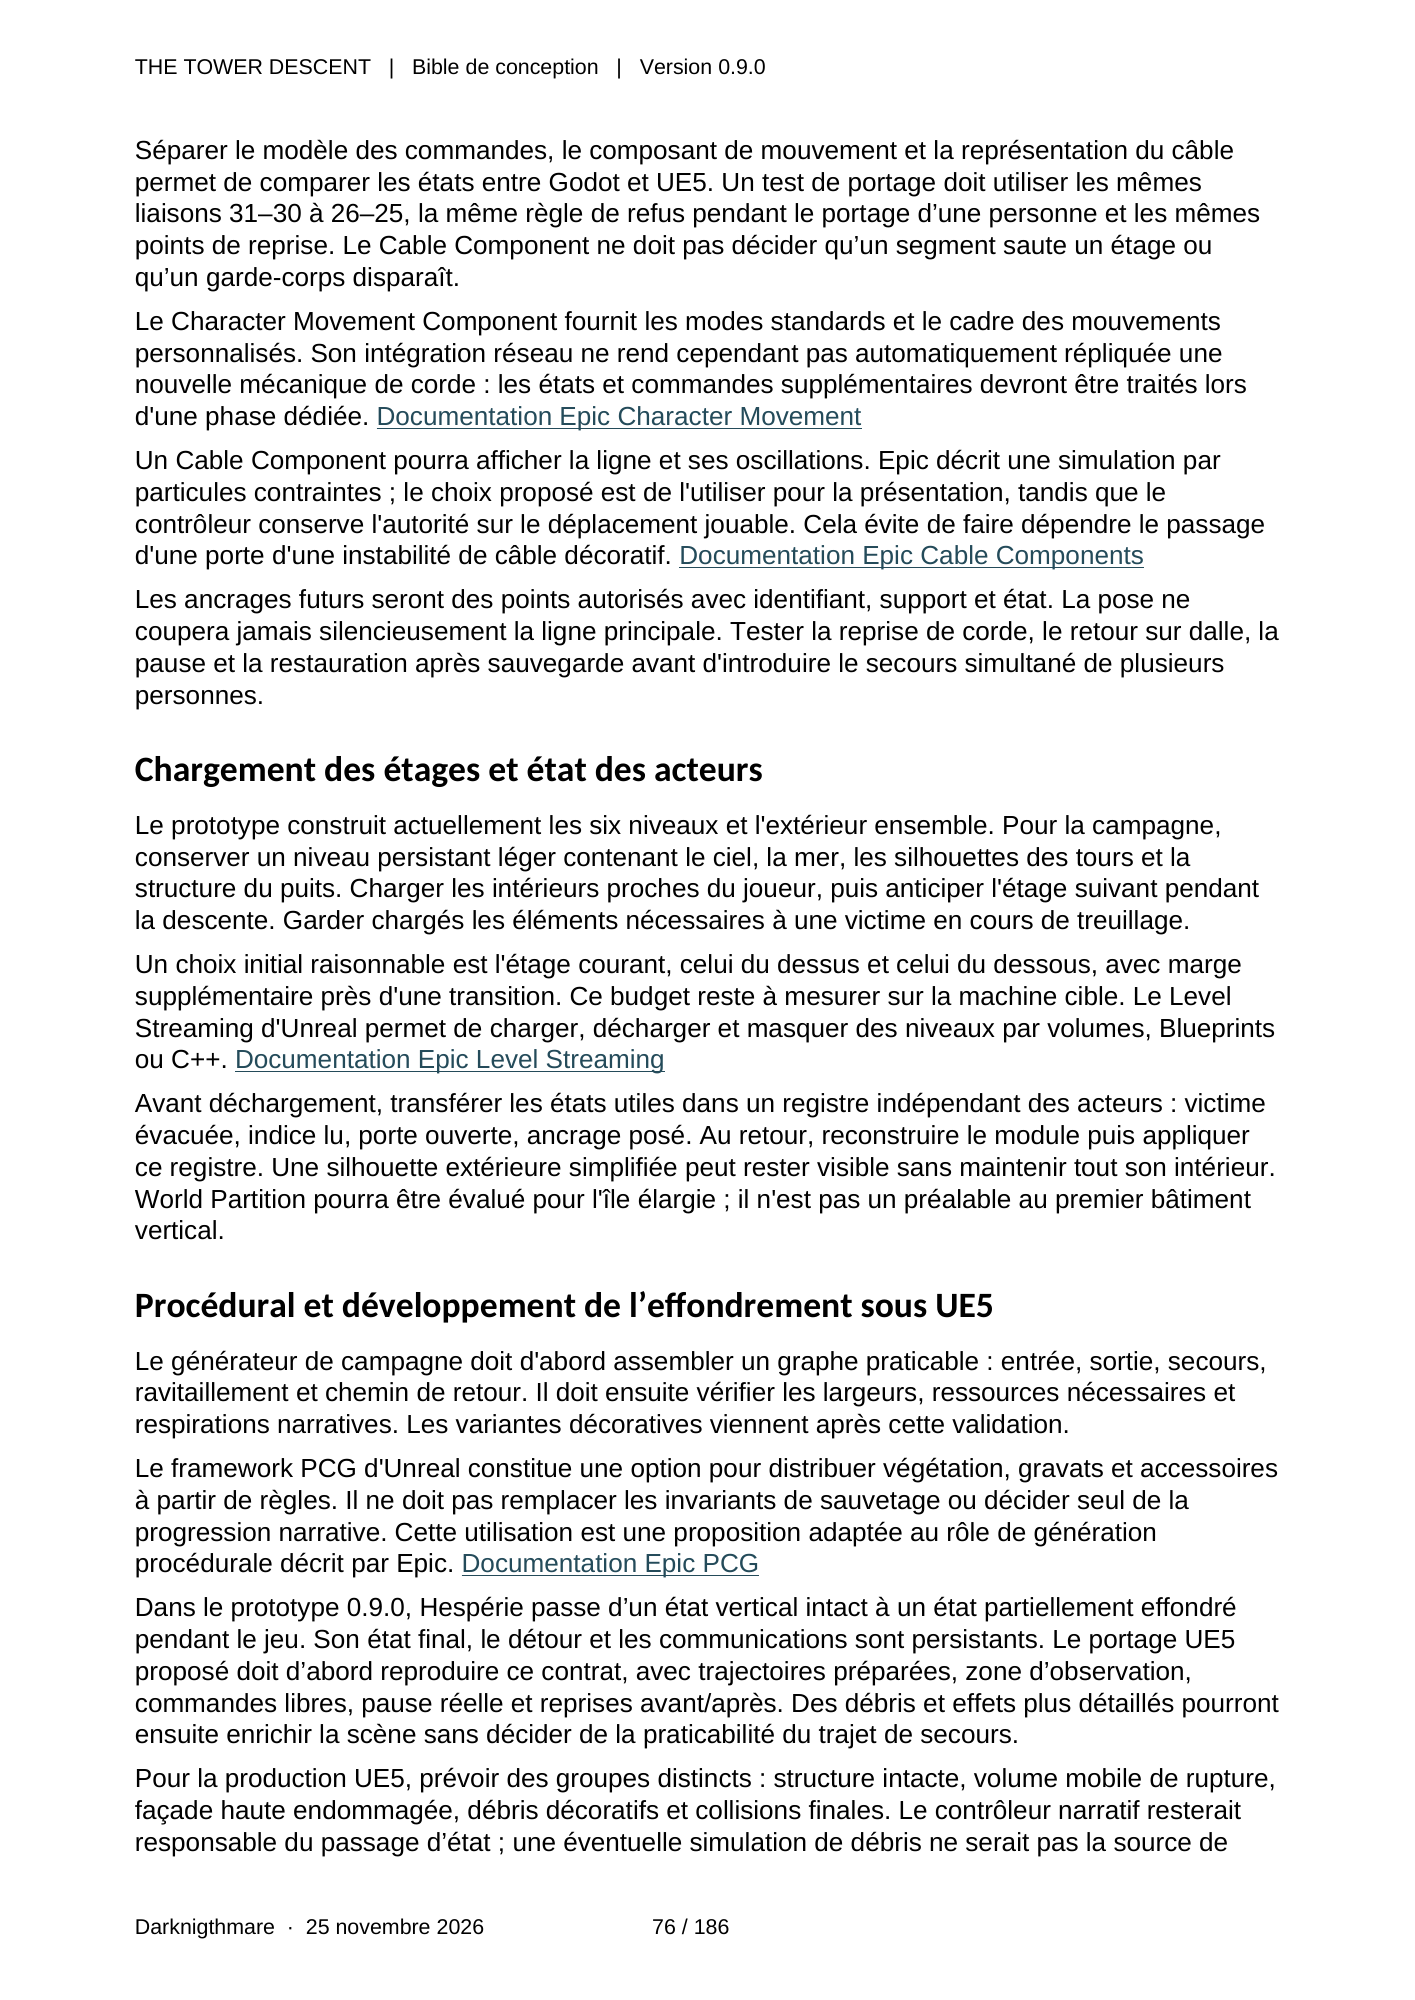 THE TOWER DESCENT | Bible de conception | Version 0.9.0
Séparer le modèle des commandes, le composant de mouvement et la représentation du câble
permet de comparer les états entre Godot et UE5. Un test de portage doit utiliser les mêmes
liaisons 31–30 à 26–25, la même règle de refus pendant le portage d’une personne et les mêmes
points de reprise. Le Cable Component ne doit pas décider qu’un segment saute un étage ou
qu’un garde-corps disparaît.
Le Character Movement Component fournit les modes standards et le cadre des mouvements
personnalisés. Son intégration réseau ne rend cependant pas automatiquement répliquée une
nouvelle mécanique de corde : les états et commandes supplémentaires devront être traités lors
d'une phase dédiée. Documentation Epic Character Movement
Un Cable Component pourra afficher la ligne et ses oscillations. Epic décrit une simulation par
particules contraintes ; le choix proposé est de l'utiliser pour la présentation, tandis que le
contrôleur conserve l'autorité sur le déplacement jouable. Cela évite de faire dépendre le passage
d'une porte d'une instabilité de câble décoratif. Documentation Epic Cable Components
Les ancrages futurs seront des points autorisés avec identifiant, support et état. La pose ne
coupera jamais silencieusement la ligne principale. Tester la reprise de corde, le retour sur dalle, la
pause et la restauration après sauvegarde avant d'introduire le secours simultané de plusieurs
personnes.
Chargement des étages et état des acteurs
Le prototype construit actuellement les six niveaux et l'extérieur ensemble. Pour la campagne,
conserver un niveau persistant léger contenant le ciel, la mer, les silhouettes des tours et la
structure du puits. Charger les intérieurs proches du joueur, puis anticiper l'étage suivant pendant
la descente. Garder chargés les éléments nécessaires à une victime en cours de treuillage.
Un choix initial raisonnable est l'étage courant, celui du dessus et celui du dessous, avec marge
supplémentaire près d'une transition. Ce budget reste à mesurer sur la machine cible. Le Level
Streaming d'Unreal permet de charger, décharger et masquer des niveaux par volumes, Blueprints
ou C++. Documentation Epic Level Streaming
Avant déchargement, transférer les états utiles dans un registre indépendant des acteurs : victime
évacuée, indice lu, porte ouverte, ancrage posé. Au retour, reconstruire le module puis appliquer
ce registre. Une silhouette extérieure simplifiée peut rester visible sans maintenir tout son intérieur.
World Partition pourra être évalué pour l'île élargie ; il n'est pas un préalable au premier bâtiment
vertical.
Procédural et développement de l’effondrement sous UE5
Le générateur de campagne doit d'abord assembler un graphe praticable : entrée, sortie, secours,
ravitaillement et chemin de retour. Il doit ensuite vérifier les largeurs, ressources nécessaires et
respirations narratives. Les variantes décoratives viennent après cette validation.
Le framework PCG d'Unreal constitue une option pour distribuer végétation, gravats et accessoires
à partir de règles. Il ne doit pas remplacer les invariants de sauvetage ou décider seul de la
progression narrative. Cette utilisation est une proposition adaptée au rôle de génération
procédurale décrit par Epic. Documentation Epic PCG
Dans le prototype 0.9.0, Hespérie passe d’un état vertical intact à un état partiellement effondré
pendant le jeu. Son état final, le détour et les communications sont persistants. Le portage UE5
proposé doit d’abord reproduire ce contrat, avec trajectoires préparées, zone d’observation,
commandes libres, pause réelle et reprises avant/après. Des débris et effets plus détaillés pourront
ensuite enrichir la scène sans décider de la praticabilité du trajet de secours.
Pour la production UE5, prévoir des groupes distincts : structure intacte, volume mobile de rupture,
façade haute endommagée, débris décoratifs et collisions finales. Le contrôleur narratif resterait
responsable du passage d’état ; une éventuelle simulation de débris ne serait pas la source de
Darknigthmare · 25 novembre 2026 76 / 186